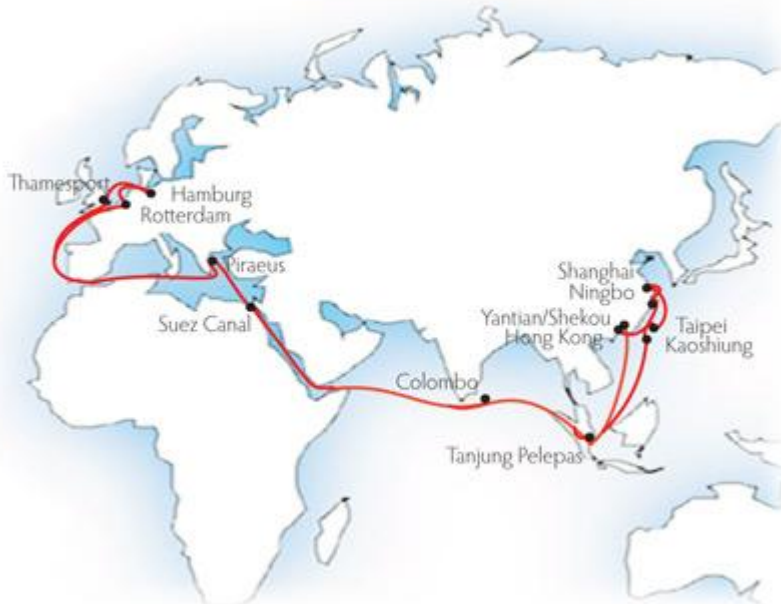 Thamesport
Hamburg
Rotterdam
Piraeus
Suez Canal
Colombo
Tanjung Pelepas
Shanghai
Ningbo
Yantian/Shekou
Hong Kong
Taipei
Kaoshiung